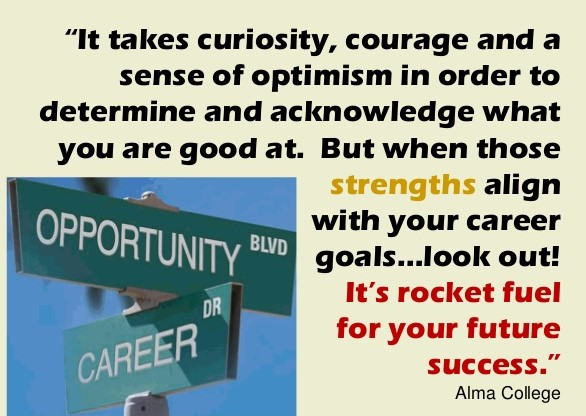 “It takes curiosity, courage and a
sense of optimism in order to
determine and acknowledge what
you are good at.  But when those
strengths align
with your career
goals...look out!
It’s rocket fuel
for your future
success.”
Alma College
OPPORTUNITY BLVD
CAREER DR